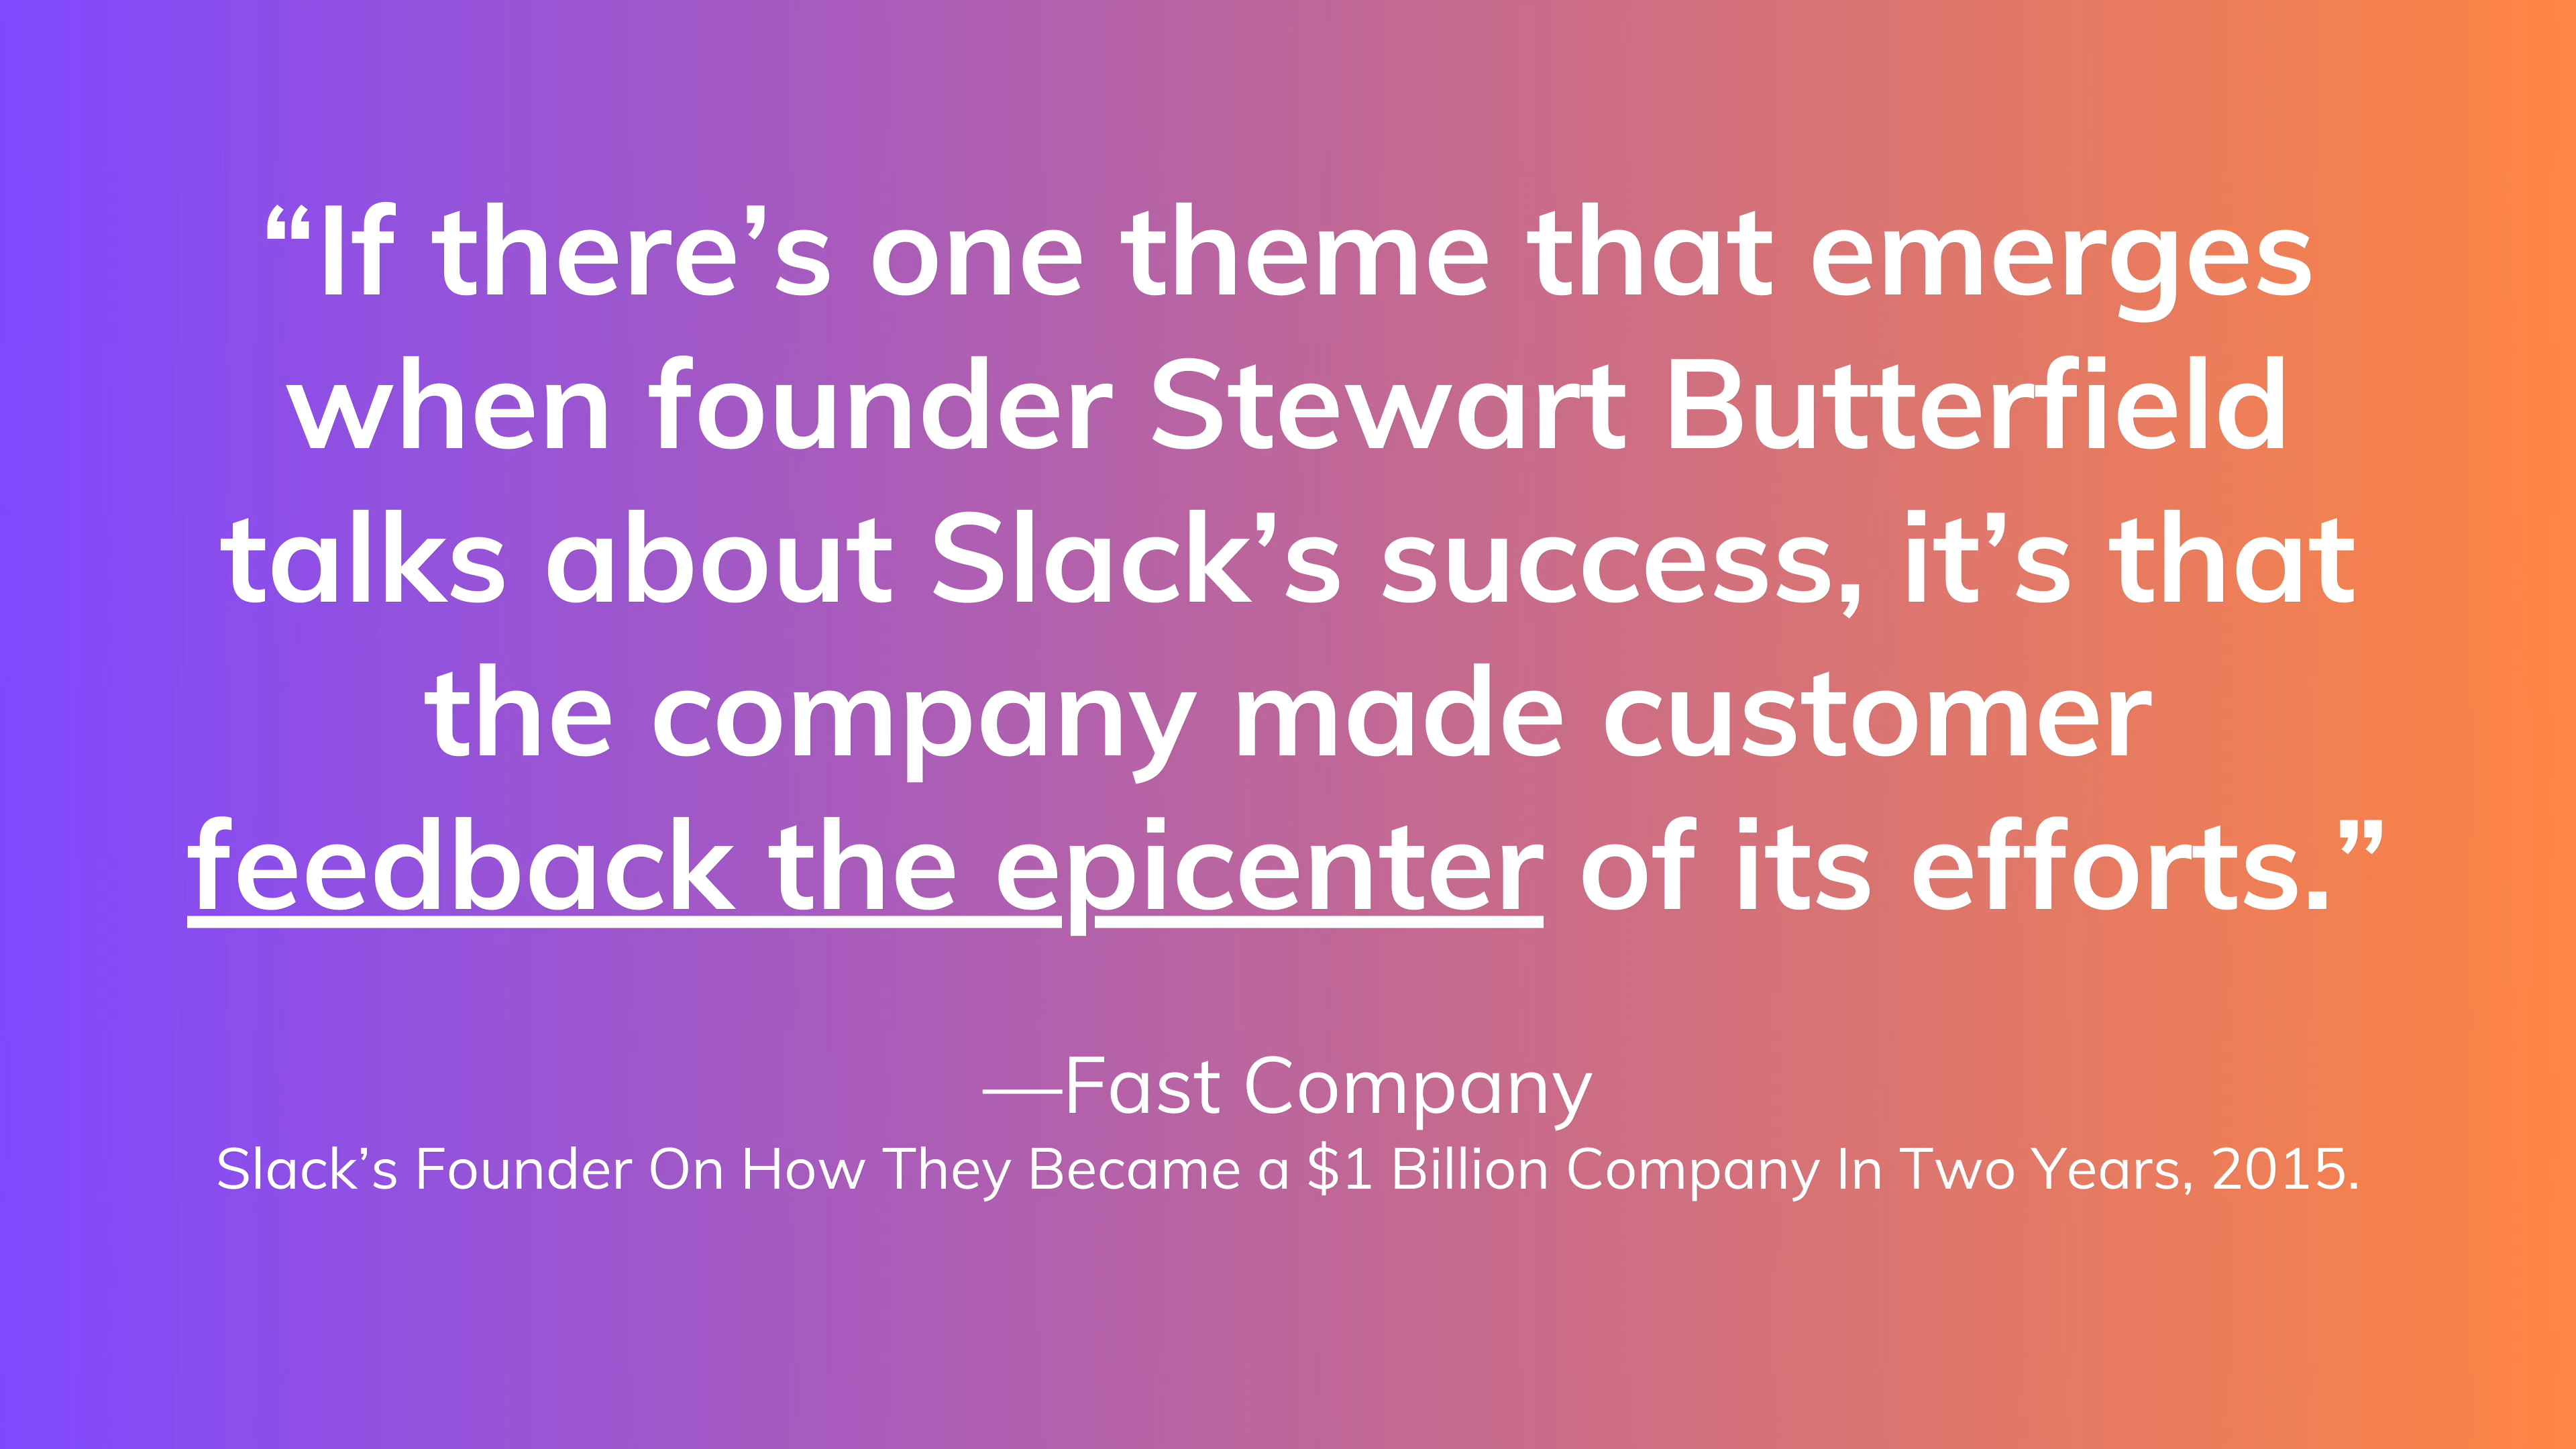 “If there’s one theme that emerges
when founder Stewart Butterfield
talks about Slack’s success, it’s that
the company made customer
feedback the epicenter of its efforts.”
—Fast Company
Slack’s Founder On How They Became a $1 Billion Company In Two Years, 2015.